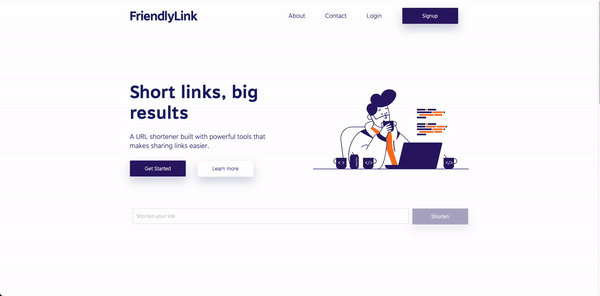 FriendlyLink
About Contact Login Signup
Short links, big
results
A URL shortener built with powerful tools that
makes sharing links easier.
Get Started Learn more
Shorten your link Shorten